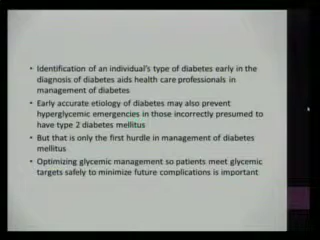 Identification of an individual's type of diabetes early in the
diagnosis of diabetes aids health care professionals in
management of diabetes
Early accurate etiology of diabetes may also prevent
hyperglycemic emergencies in those incorrectly presumed to
have type 2 diabetes mellitus
But that is only the first hurdle in management of diabetes
mellitus
Optimizing glycemic management so patients meet glycemic
targets safely to minimize future complications is important